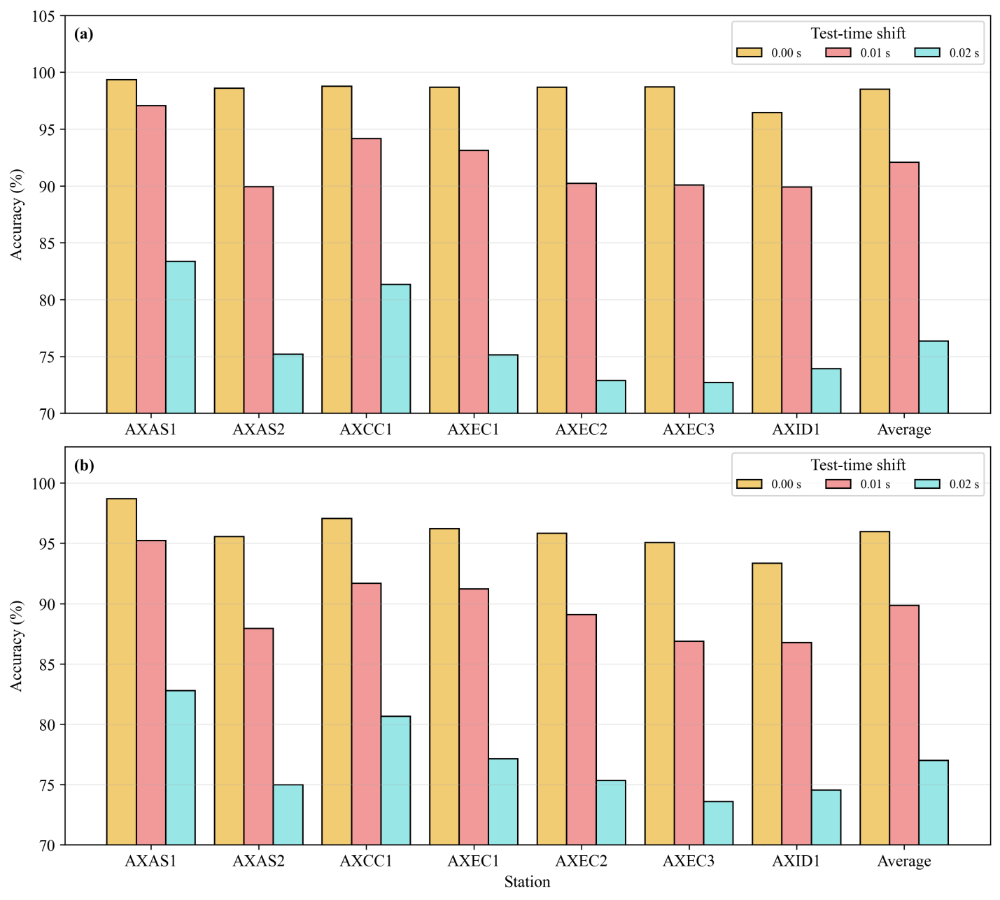 (a)
Test-time shift
0.00 s 0.01 s 0.02 s
105
100
95
90
85
80
75
70
Accuracy (%)
AXAS1 AXAS2 AXCC1 AXEC1 AXEC2 AXEC3 AXID1 Average
(b)
Test-time shift
0.00 s 0.01 s 0.02 s
100
95
90
85
80
75
70
Accuracy (%)
AXAS1 AXAS2 AXCC1 AXEC1 AXEC2 AXEC3 AXID1 Average
Station